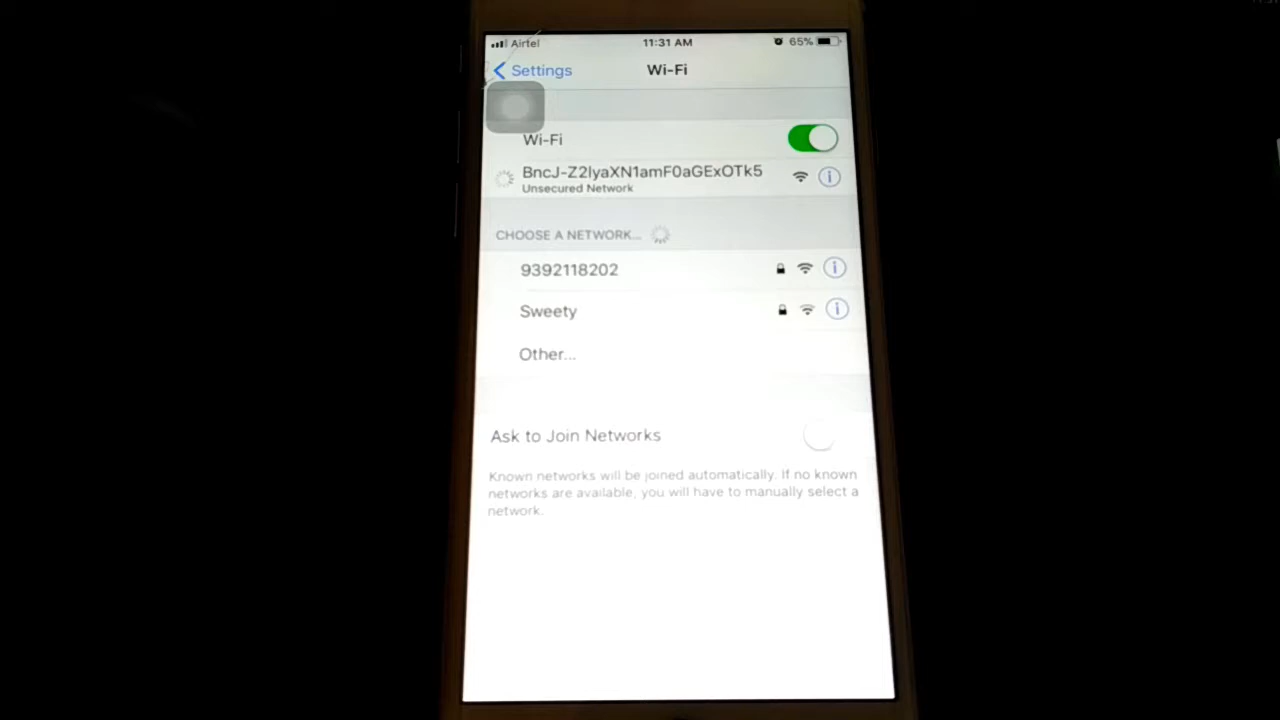 Airtel 11:31 AM 65%
Settings Wi-Fi
Wi-Fi
BncJ-Z2lyaXN1amF0aGExOTk5
Unsecured Network
CHOOSE A NETWORK...
9392118202
Sweety
Other...
Ask to Join Networks
Known networks will be joined automatically. If no known
networks are available, you will have to manually select a
network.